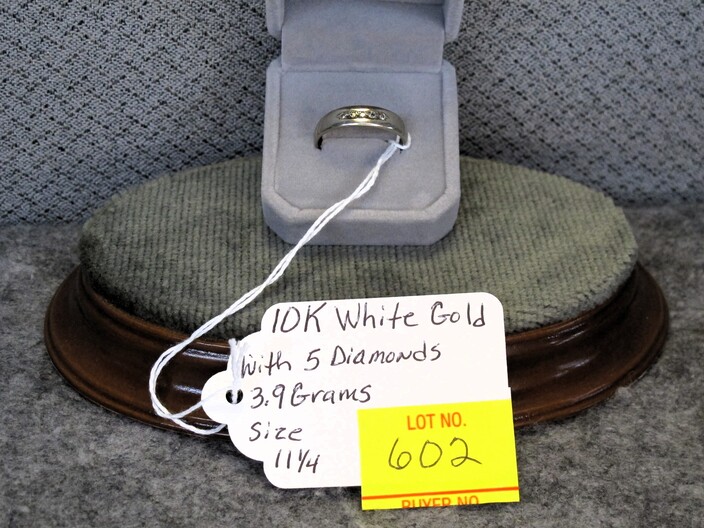 10K White Gold
with 5 Diamonds
3.9 Grams
Size
11 1/4
LOT NO.
602
BUYER NO.